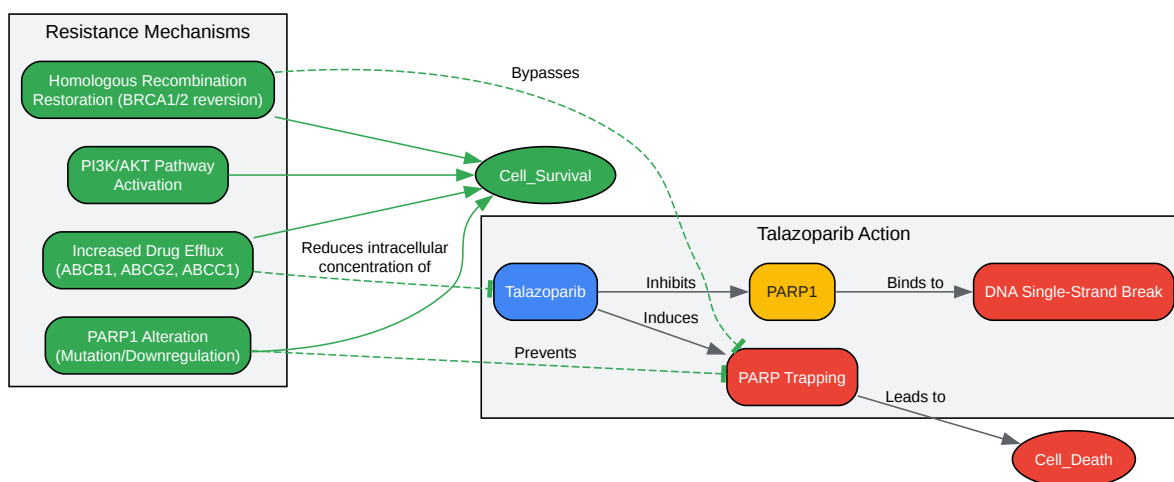 Resistance Mechanisms
Homologous Recombination
Restoration (BRCA1/2 reversion)
Bypasses
PI3K/AKT Pathway
Activation
Cell_Survival
Increased Drug Efflux
(ABCB1, ABCG2, ABCC1)
Reduces intracellular
concentration of
PARP1 Alteration
(Mutation/Downregulation)
Prevents
Talazoparib Action
Talazoparib
Inhibits
PARP1
Binds to
DNA Single-Strand Break
Induces
PARP Trapping
Leads to
Cell_Death